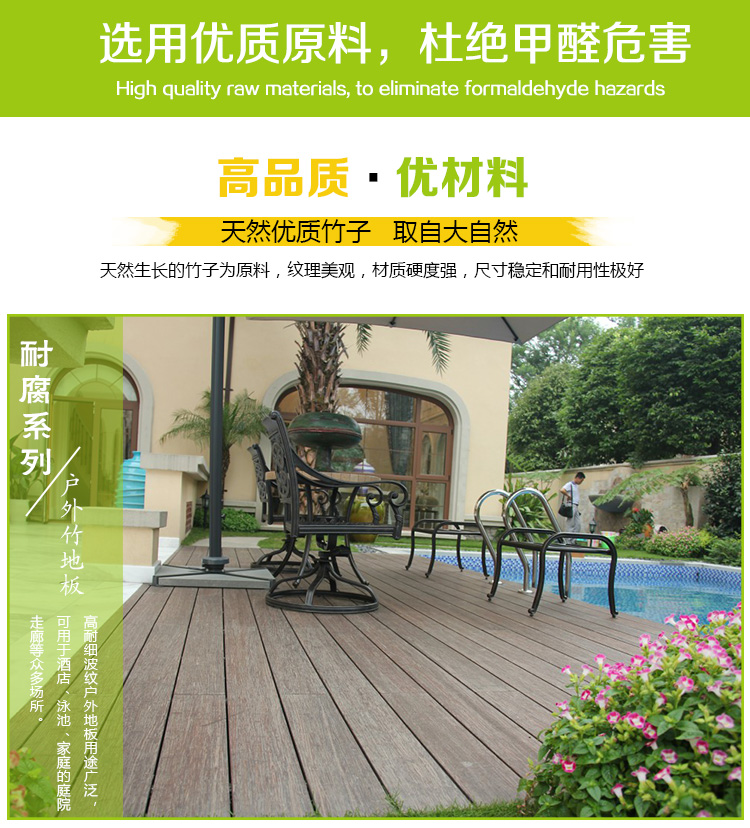 选用优质原料，杜绝甲醛危害
High quality raw materials, to eliminate formaldehyde hazards
高品质·优材料
天然优质竹子 取自大自然
天然生长的竹子为原料，纹理美观，材质硬度强，尺寸稳定和耐用性极好
耐腐系列
户外竹地板
高耐细波纹户外地板用途广泛，
可用于酒店、泳池、家庭的庭院
走廊等众多场所。